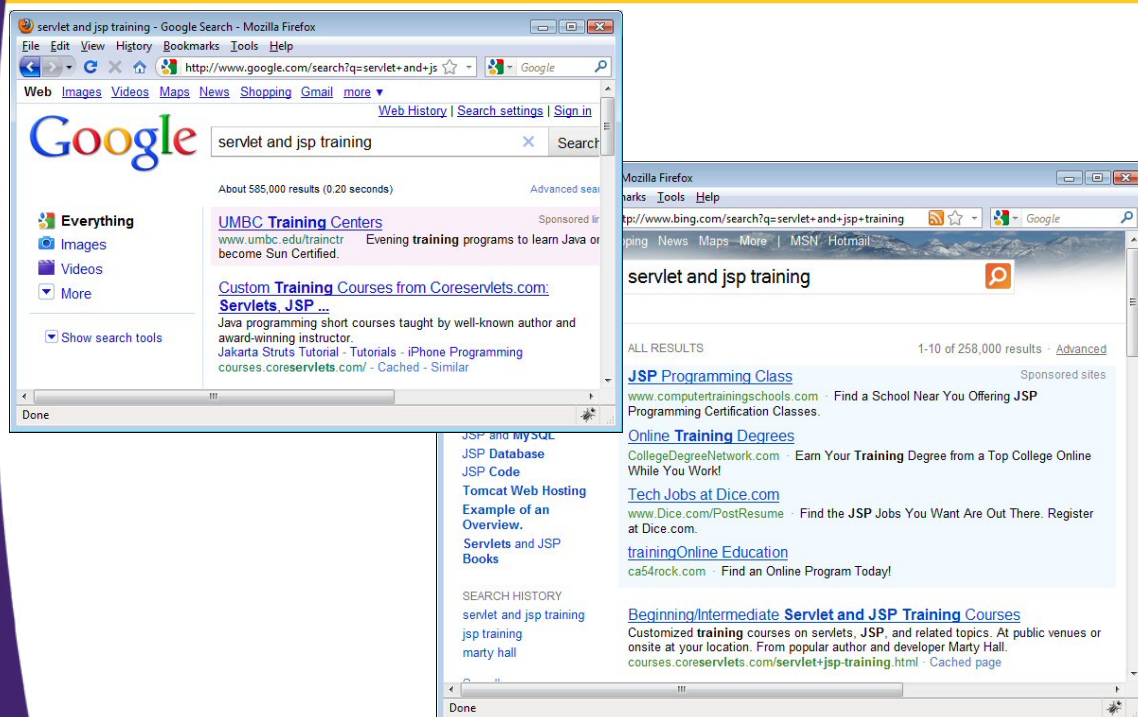 servlet and jsp training - Google Search - Mozilla Firefox
File Edit View History Bookmarks Tools Help
http://www.google.com/search?q=servlet+and+js
Google
Web Images Videos Maps News Shopping Gmail more ▼
Web History | Search settings | Sign in
Google
servlet and jsp training
Search
About 585,000 results (0.20 seconds)
Advanced sear
Everything
Images
Videos
More
Show search tools
UMBC Training Centers
Sponsored lin
www.umbc.edu/trainctr Evening training programs to learn Java or
become Sun Certified.
Custom Training Courses from Coreservlets.com:
Servlets, JSP ...
Java programming short courses taught by well-known author and
award-winning instructor.
Jakarta Struts Tutorial - Tutorials - iPhone Programming
courses.coreservlets.com/ - Cached - Similar
Done
Mozilla Firefox
marks Tools Help
tp://www.bing.com/search?q=servlet+and+jsp+training
Google
pping News Maps More | MSN Hotmail
servlet and jsp training
ALL RESULTS
1-10 of 258,000 results · Advanced
JSP Programming Class
Sponsored sites
www.computertrainingschools.com · Find a School Near You Offering JSP
Programming Certification Classes.
Online Training Degrees
CollegeDegreeNetwork.com · Earn Your Training Degree from a Top College Online
While You Work!
Tech Jobs at Dice.com
www.Dice.com/PostResume · Find the JSP Jobs You Want Are Out There. Register
at Dice.com.
trainingOnline Education
ca54rock.com · Find an Online Program Today!
Beginning/Intermediate Servlet and JSP Training Courses
Customized training courses on servlets, JSP, and related topics. At public venues or
onsite at your location. From popular author and developer Marty Hall.
courses.coreservlets.com/servlet+jsp-training.html · Cached page
JSP and MySQL
JSP Database
JSP Code
Tomcat Web Hosting
Example of an
Overview.
Servlets and JSP
Books
SEARCH HISTORY
servlet and jsp training
jsp training
marty hall
Done